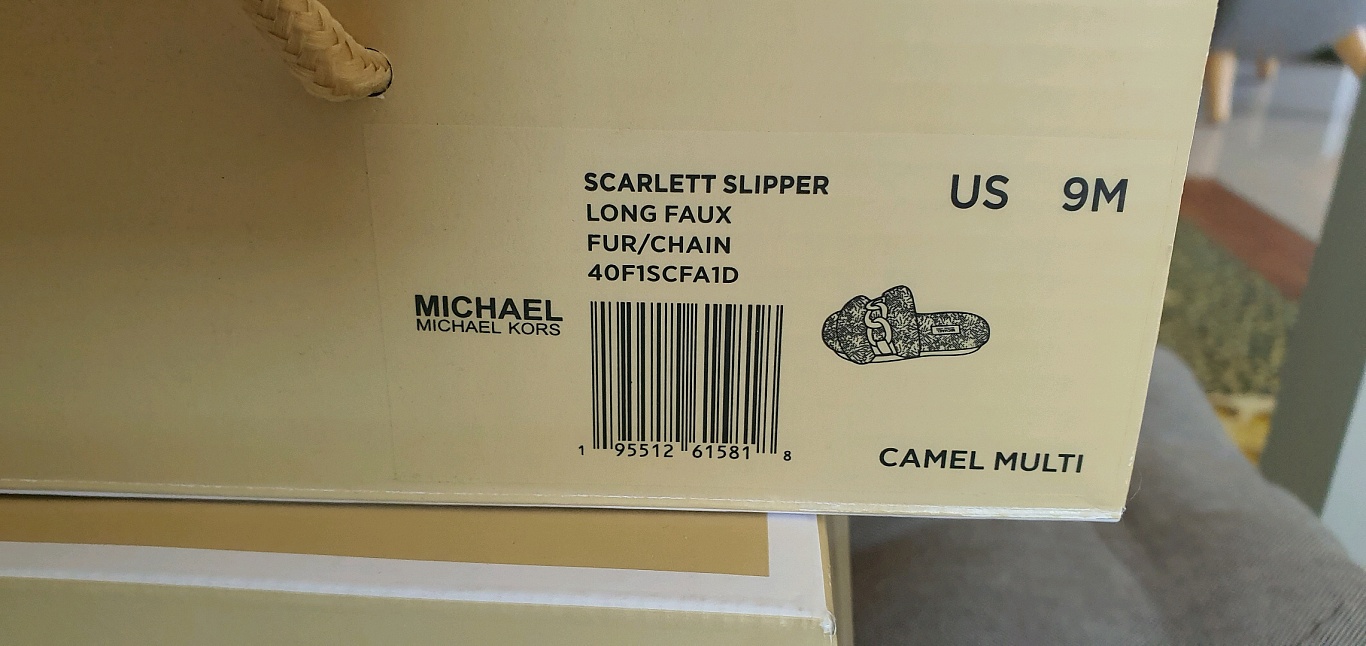 SCARLETT SLIPPER
LONG FAUX
FUR/CHAIN
40F1SCFA1D
US 9M
MICHAEL
MICHAEL KORS
1 95512 61581 8
CAMEL MULTI